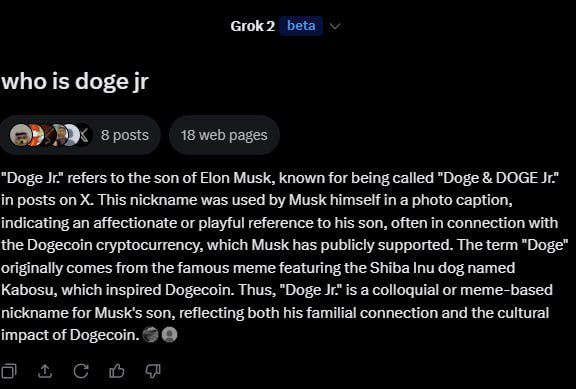 Grok 2 beta
who is doge jr
8 posts 18 web pages
"Doge Jr." refers to the son of Elon Musk, known for being called "Doge & DOGE Jr."
in posts on X. This nickname was used by Musk himself in a photo caption,
indicating an affectionate or playful reference to his son, often in connection with
the Dogecoin cryptocurrency, which Musk has publicly supported. The term "Doge"
originally comes from the famous meme featuring the Shiba Inu dog named
Kabosu, which inspired Dogecoin. Thus, "Doge Jr." is a colloquial or meme-based
nickname for Musk's son, reflecting both his familial connection and the cultural
impact of Dogecoin.